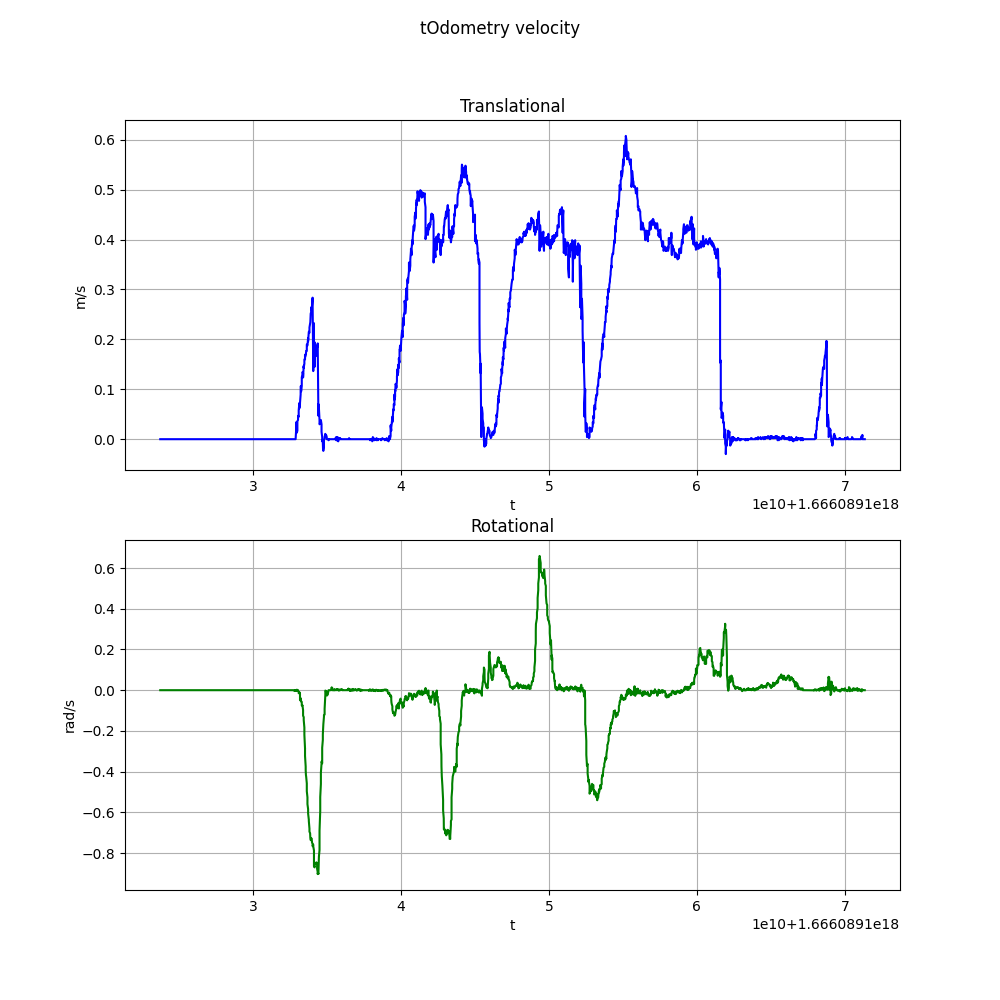 tOdometry velocity
Translational
0.6
0.5
0.4
0.3
0.2
0.1
0.0
m/s
3 4 5 6 7
t
1e10+1.6660891e18
Rotational
0.6
0.4
0.2
0.0
−0.2
−0.4
−0.6
−0.8
rad/s
3 4 5 6 7
t
1e10+1.6660891e18